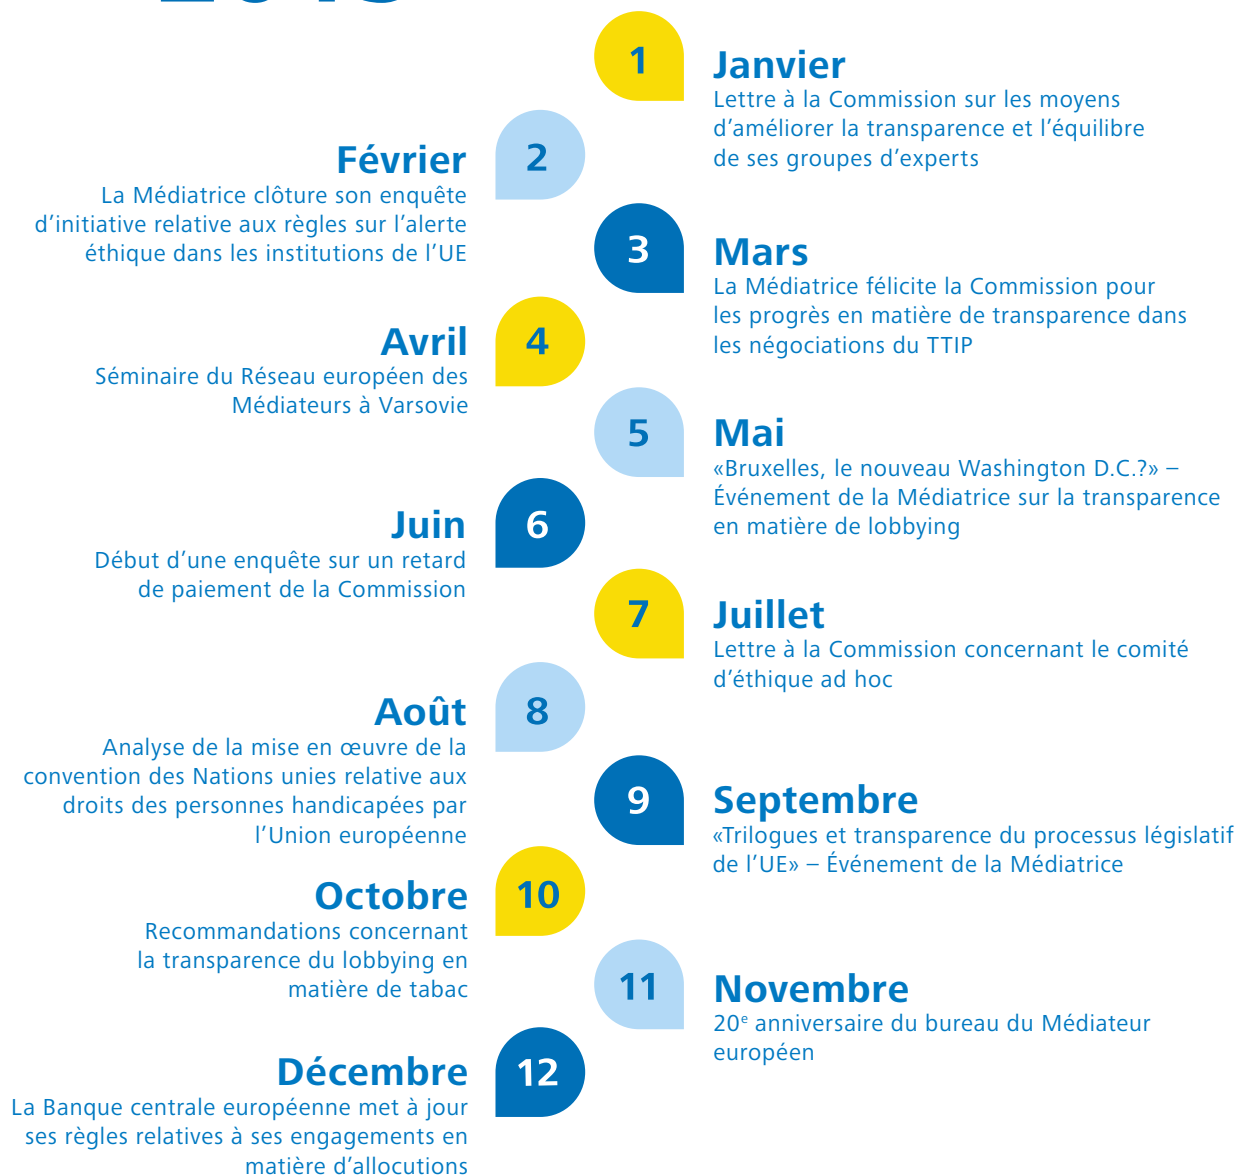 1
Janvier
Lettre à la Commission sur les moyens
d’améliorer la transparence et l’équilibre
de ses groupes d’experts
2
Février
La Médiatrice clôture son enquête
d’initiative relative aux règles sur l’alerte
éthique dans les institutions de l’UE
3
Mars
La Médiatrice félicite la Commission pour
les progrès en matière de transparence dans
les négociations du TTIP
4
Avril
Séminaire du Réseau européen des
Médiateurs à Varsovie
5
Mai
«Bruxelles, le nouveau Washington D.C.?» –
Événement de la Médiatrice sur la transparence
en matière de lobbying
6
Juin
Début d’une enquête sur un retard
de paiement de la Commission
7
Juillet
Lettre à la Commission concernant le comité
d’éthique ad hoc
8
Août
Analyse de la mise en œuvre de la
convention des Nations unies relative aux
droits des personnes handicapées par
l’Union européenne
9
Septembre
«Trilogues et transparence du processus législatif
de l’UE» – Événement de la Médiatrice
10
Octobre
Recommandations concernant
la transparence du lobbying en
matière de tabac
11
Novembre
20e anniversaire du bureau du Médiateur
européen
12
Décembre
La Banque centrale européenne met à jour
ses règles relatives à ses engagements en
matière d’allocutions